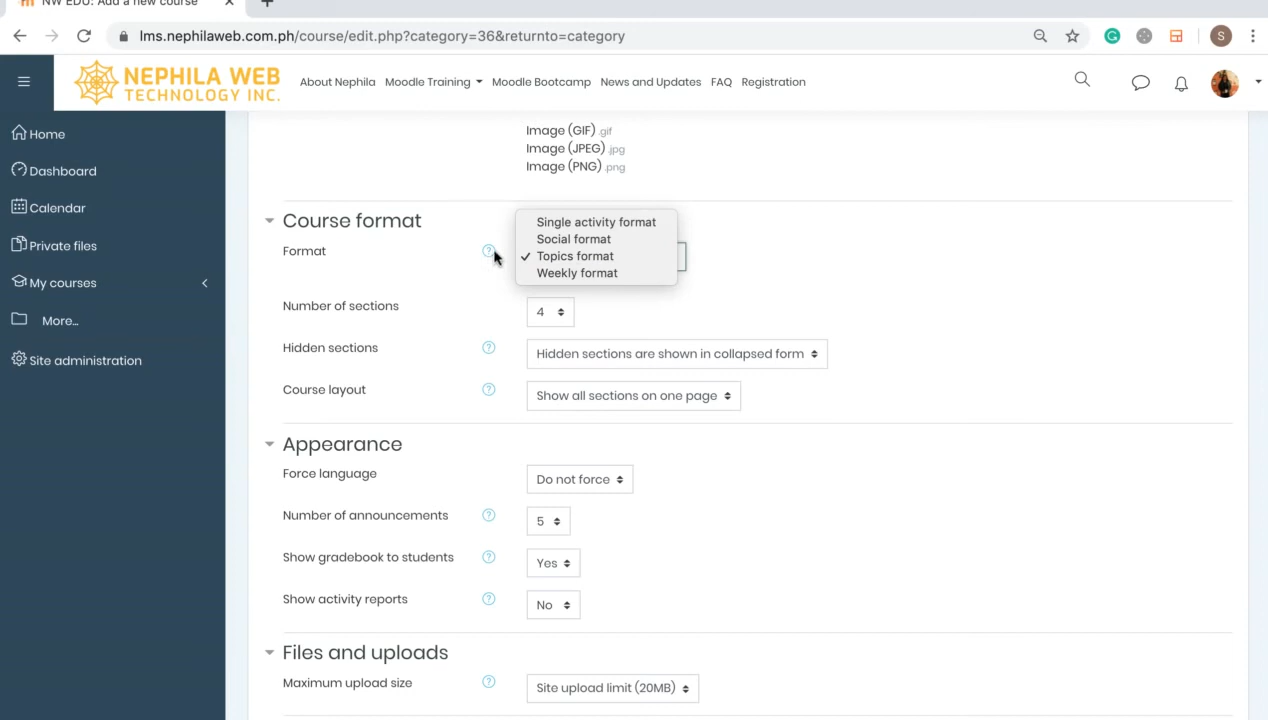 NW EDU: Add a new course
lms.nephilaweb.com.ph/course/edit.php?category=36&returnto=category
S
NEPHILA WEB
TECHNOLOGY INC.
About Nephila Moodle Training Moodle Bootcamp News and Updates FAQ Registration
Home
Dashboard
Calendar
Private files
My courses
More...
Site administration
Image (GIF) .gif
Image (JPEG) .jpg
Image (PNG) .png
Course format
Format
Single activity format
Social format
Topics format
Weekly format
Number of sections
4
Hidden sections
Hidden sections are shown in collapsed form
Course layout
Show all sections on one page
Appearance
Force language
Do not force
Number of announcements
5
Show gradebook to students
Yes
Show activity reports
No
Files and uploads
Maximum upload size
Site upload limit (20MB)